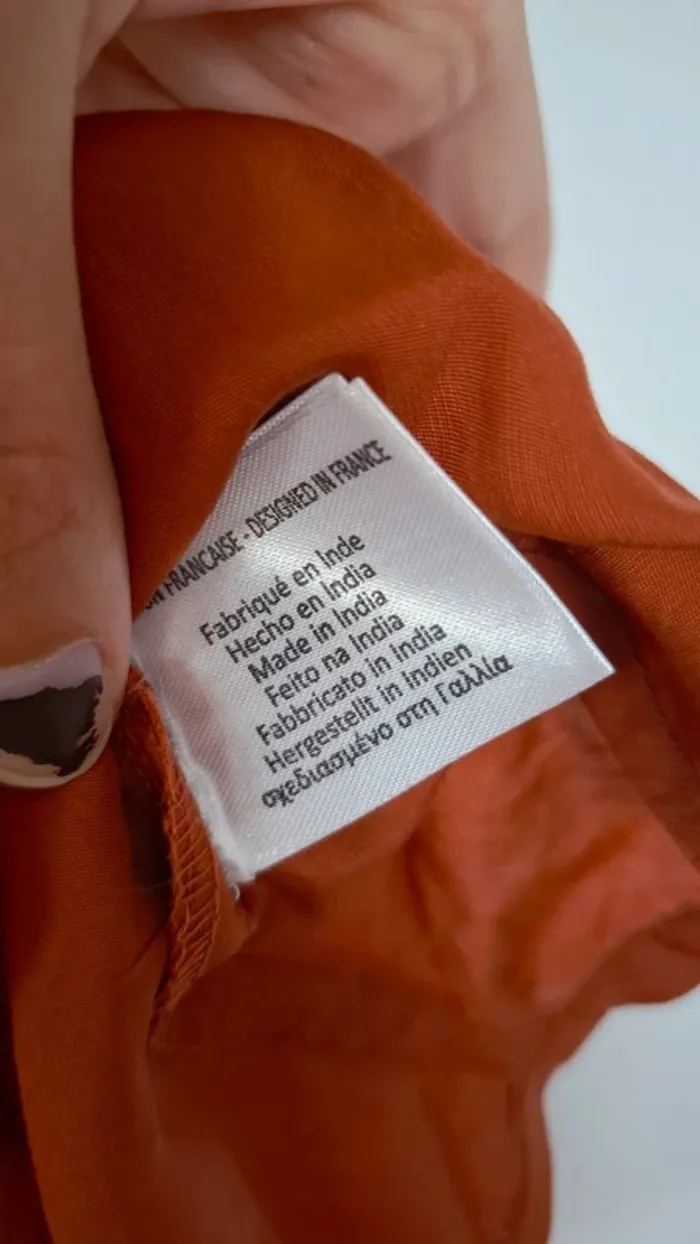 FRANCAISE - DESIGNED IN FRANCE
Fabriqué en Inde
Hecho en India
Made in India
Feito na India
Fabbricato in India
Hergestellt in Indien
σχεδιασμένο στη Γαλλία